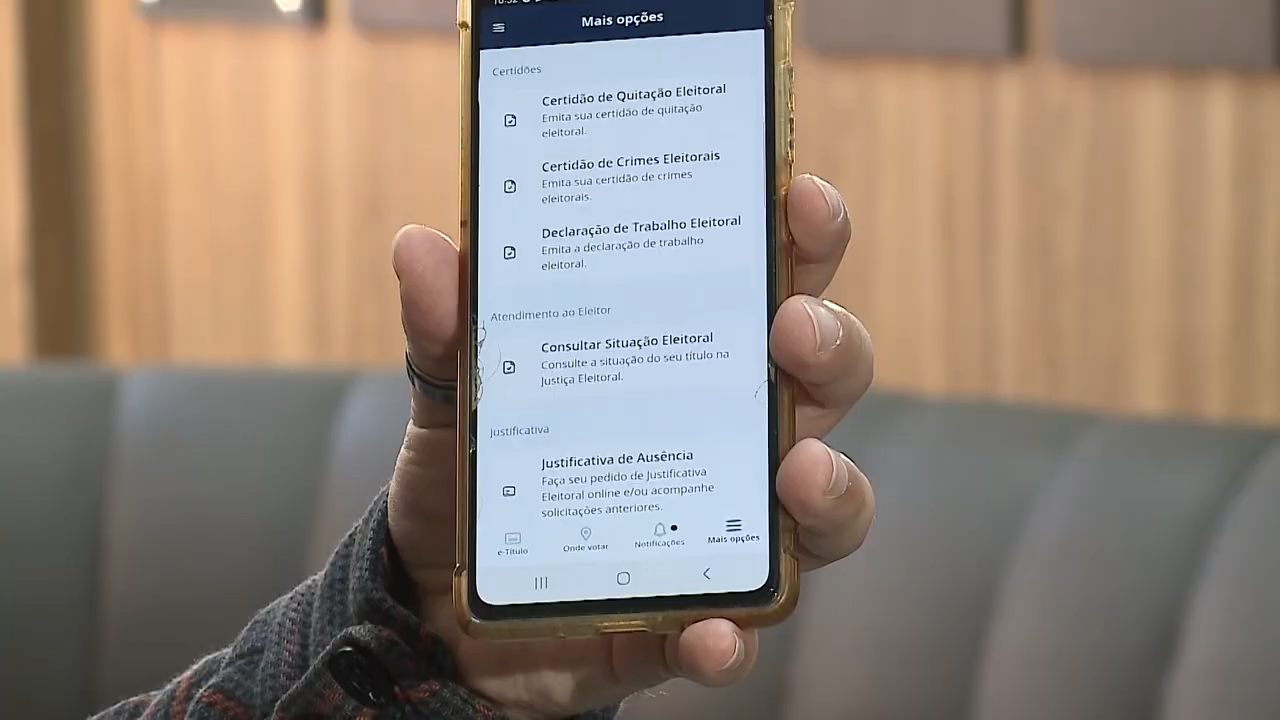 Mais opções
Certidões
Certidão de Quitação Eleitoral
Emita sua certidão de quitação
eleitoral.
Certidão de Crimes Eleitorais
Emita sua certidão de crimes
eleitorais.
Declaração de Trabalho Eleitoral
Emita a declaração de trabalho
eleitoral.
Atendimento ao Eleitor
Consultar Situação Eleitoral
Consulte a situação do seu título na
Justiça Eleitoral.
Justificativa
Justificativa de Ausência
Faça seu pedido de Justificativa
Eleitoral online e/ou acompanhe
solicitações anteriores.
e-Título
Onde votar
Notificações
Mais opções